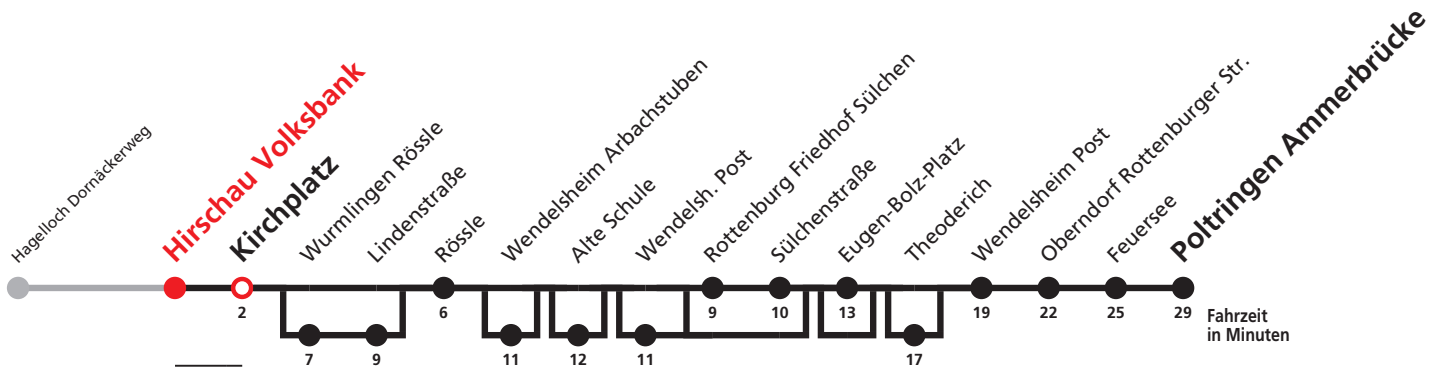 Hagelloch Dornäckerweg
Hirschau Volksbank
Kirchplatz
Wurmlingen Rössle
Lindenstraße
Rössle
Wendelsheim Arbachstuben
Alte Schule
Wendelsh. Post
Rottenburg Friedhof Sülchen
Sülchenstraße
Eugen-Bolz-Platz
Theoderich
Wendelsheim Post
Oberndorf Rottenburger Str.
Feuersee
Poltringen Ammerbrücke
2
6
9
10
13
19
22
25
29
Fahrzeit
in Minuten
7
9
11
12
11
17